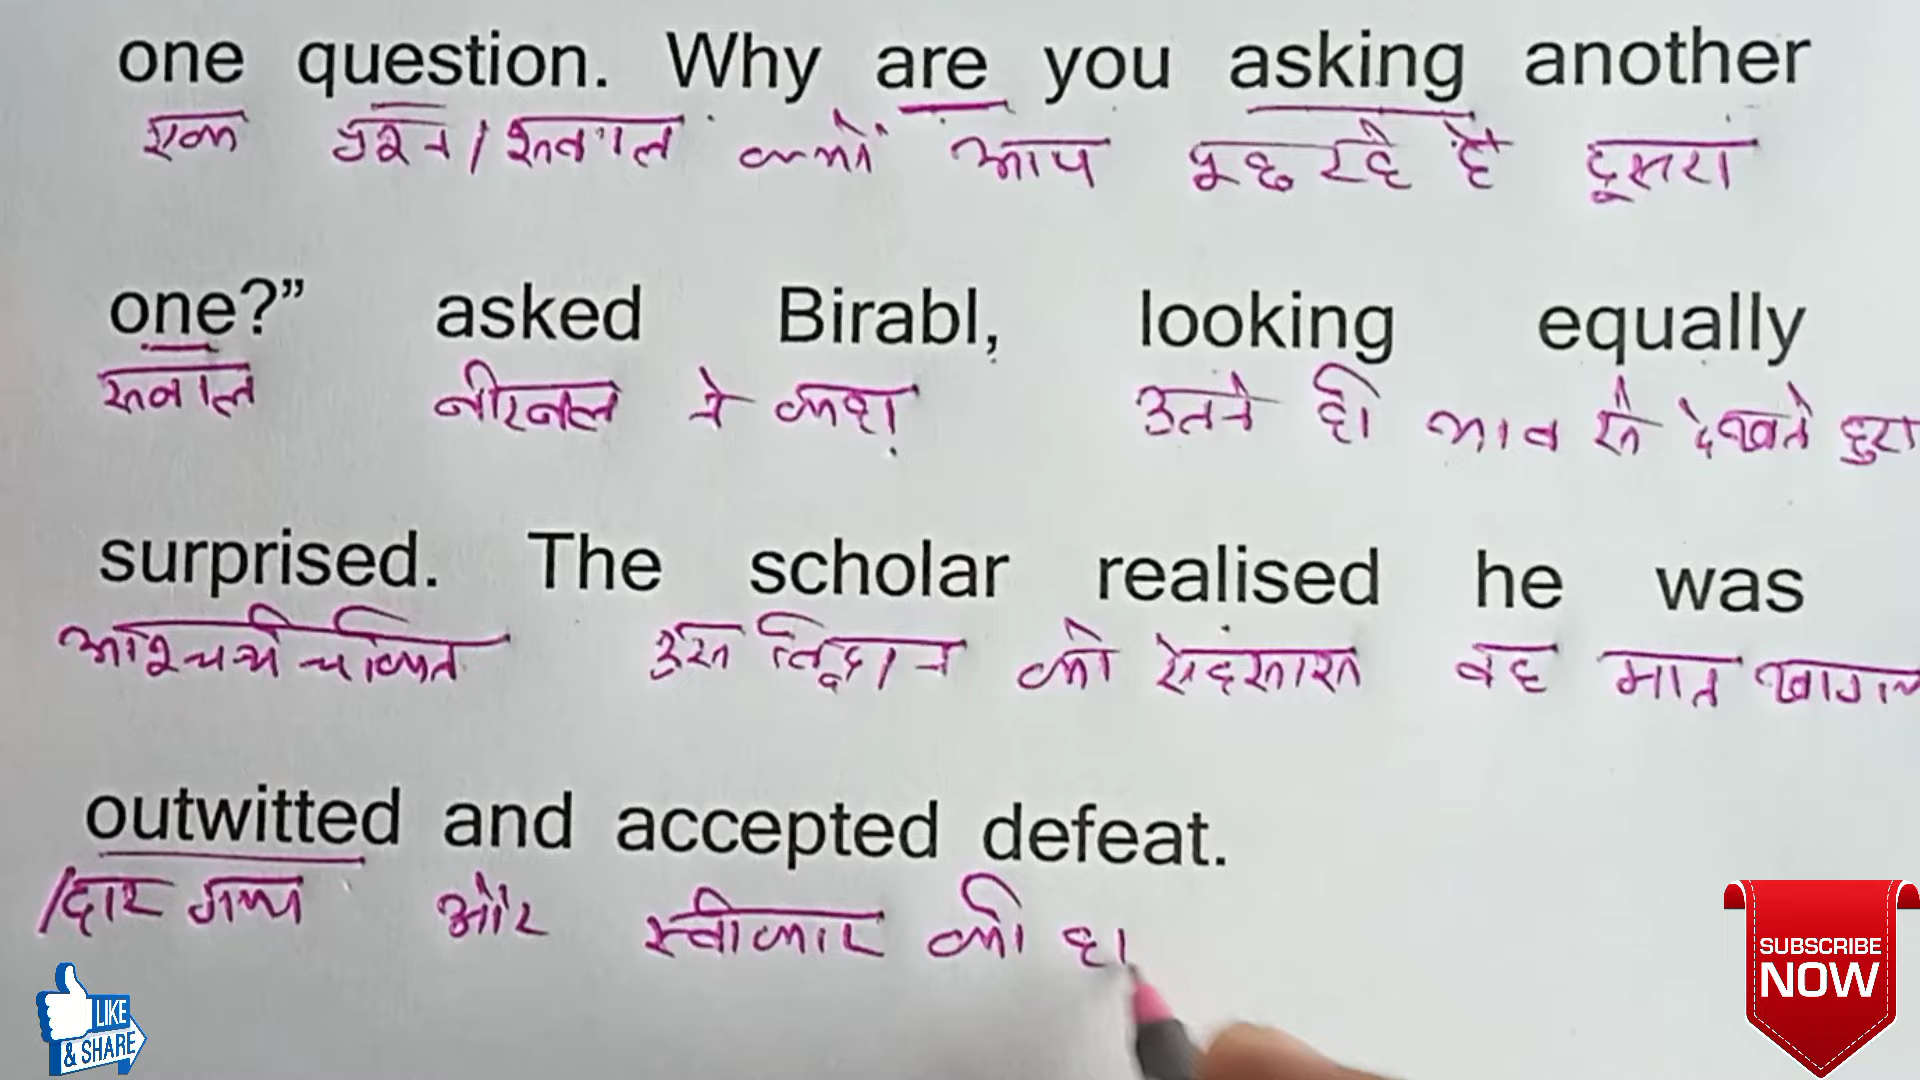 one question. Why are you asking another
एक प्रश्न/सवाल क्यों आप पूछ रहे है दूसरा
one?” asked Birabl, looking equally
सवाल बीरबल ने कहा, उतने ही भाव से देखते हुए
surprised. The scholar realised he was
आश्चर्य चकित उस विद्वान को एहसास वह मात खा गया
outwitted and accepted defeat.
/हार गया और स्वीकार की हा
LIKE
& SHARE
SUBSCRIBE
NOW